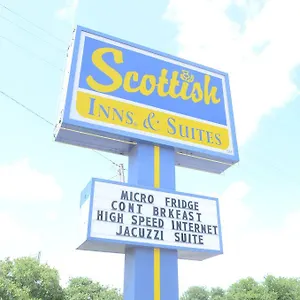 Scottish
INNS & SUITES
MICRO FRIDGE
CONT BRKFAST
HIGH SPEED INTERNET
JACUZZI SUITE